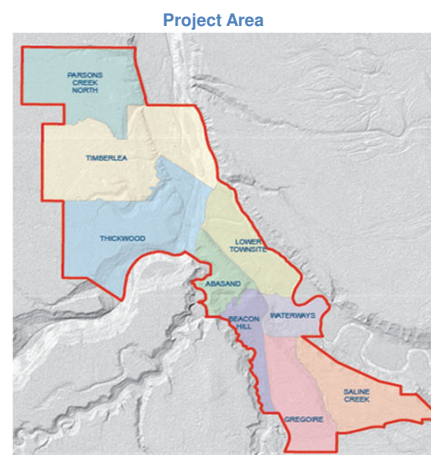 Project Area
PARSONS
CREEK
NORTH
TIMBERLEA
THICKWOOD
LOWER
TOWNSITE
ABASAND
BEACON
HILL
WATERWAYS
SALINE
CREEK
GREGOIRE